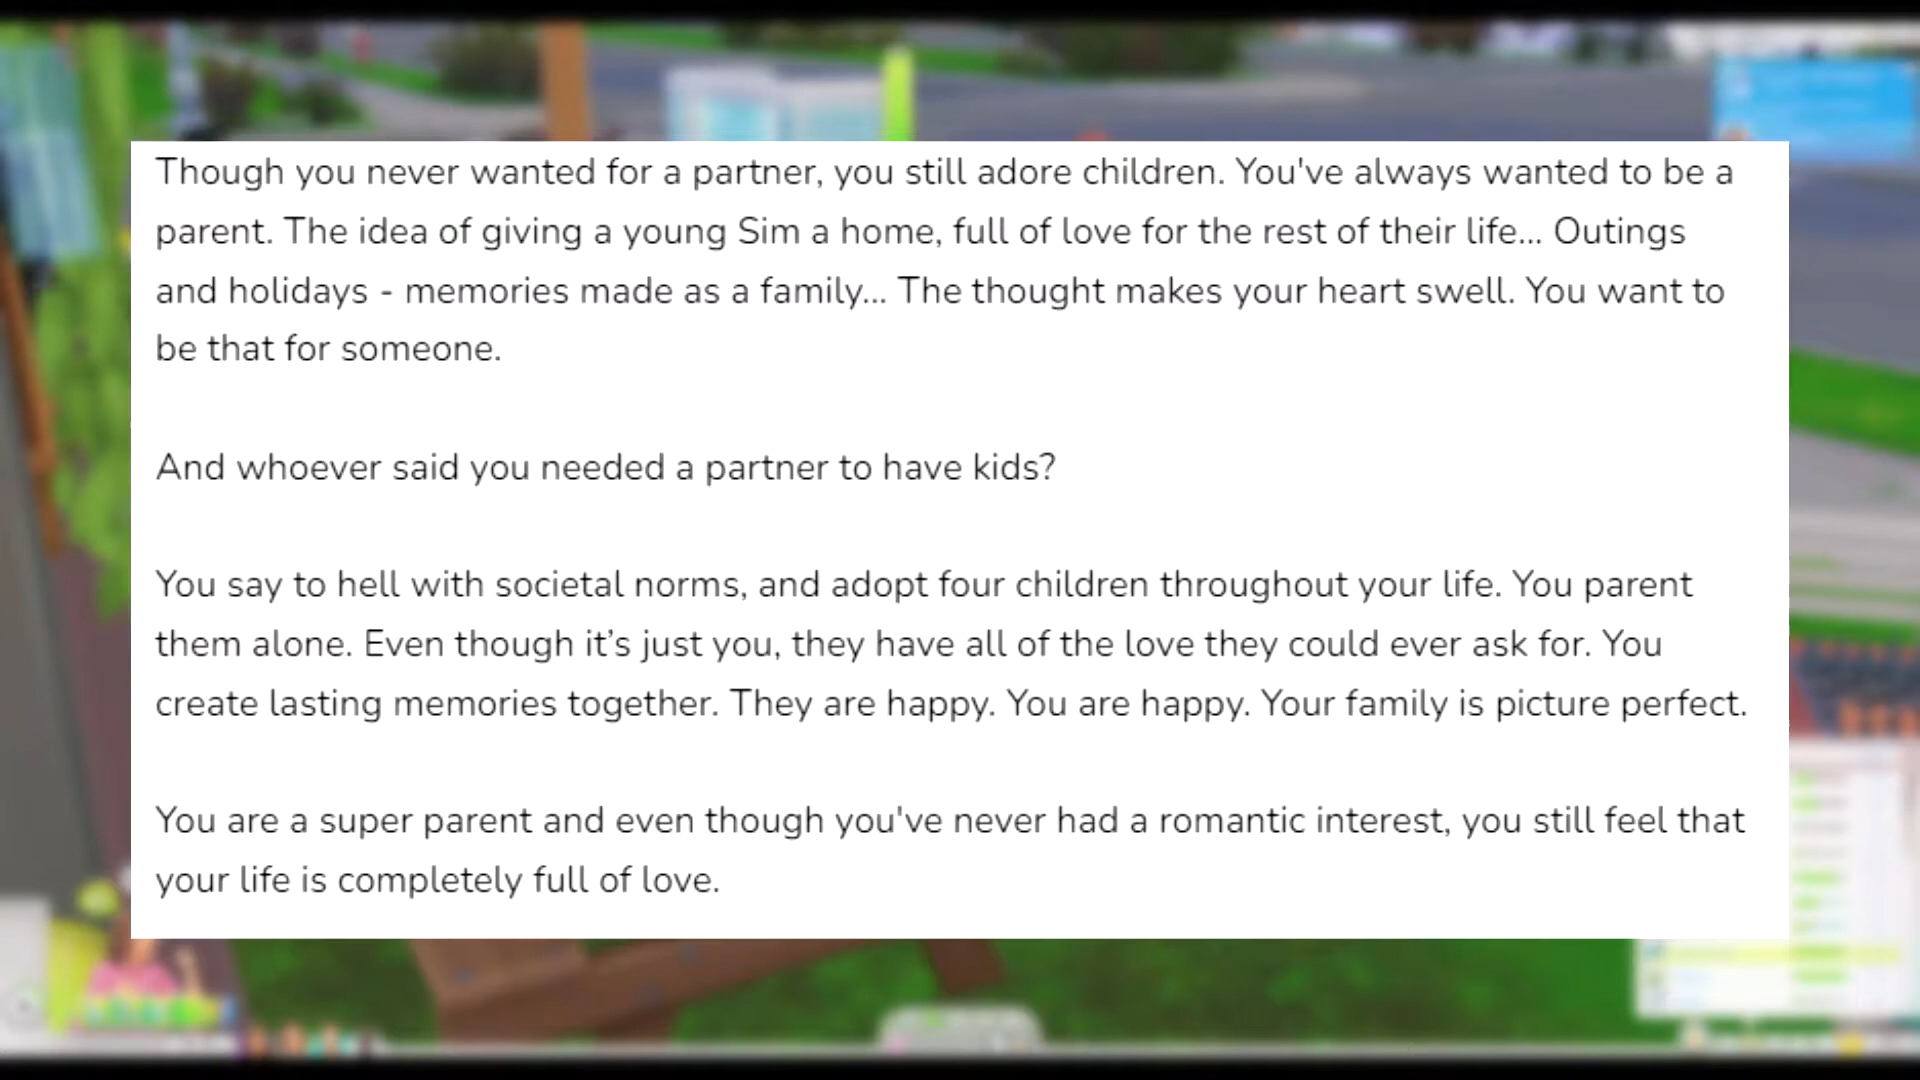 Though you never wanted for a partner, you still adore children. You've always wanted to be a
parent. The idea of giving a young Sim a home, full of love for the rest of their life... Outings
and holidays - memories made as a family... The thought makes your heart swell. You want to
be that for someone.
And whoever said you needed a partner to have kids?
You say to hell with societal norms, and adopt four children throughout your life. You parent
them alone. Even though it’s just you, they have all of the love they could ever ask for. You
create lasting memories together. They are happy. You are happy. Your family is picture perfect.
You are a super parent and even though you've never had a romantic interest, you still feel that
your life is completely full of love.